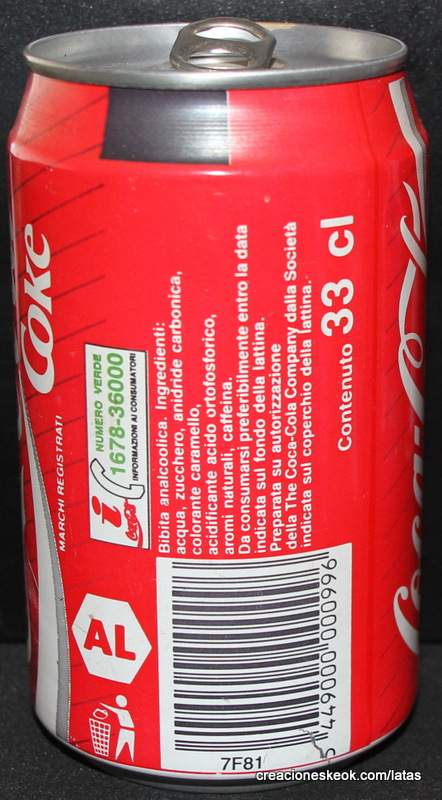 Coke
MARCHI REGISTRATI
NUMERO VERDE
1678-36000
INFORMAZIONI AI CONSUMATORI
i
AL
Bibita analcoolica. Ingredienti:
acqua, zucchero, anidride carbonica,
colorante caramello,
acidificante acido ortofosforico,
aromi naturali, caffeina.
Da consumarsi preferibilmente entro la data
indicata sul fondo della lattina.
Preparata su autorizzazione
della The Coca-Cola Company dalla Società
indicata sul coperchio della lattina.
Contenuto 33 cl
5 449000 000996
7F81
Coca-Col
creacioneskeok.com/latas